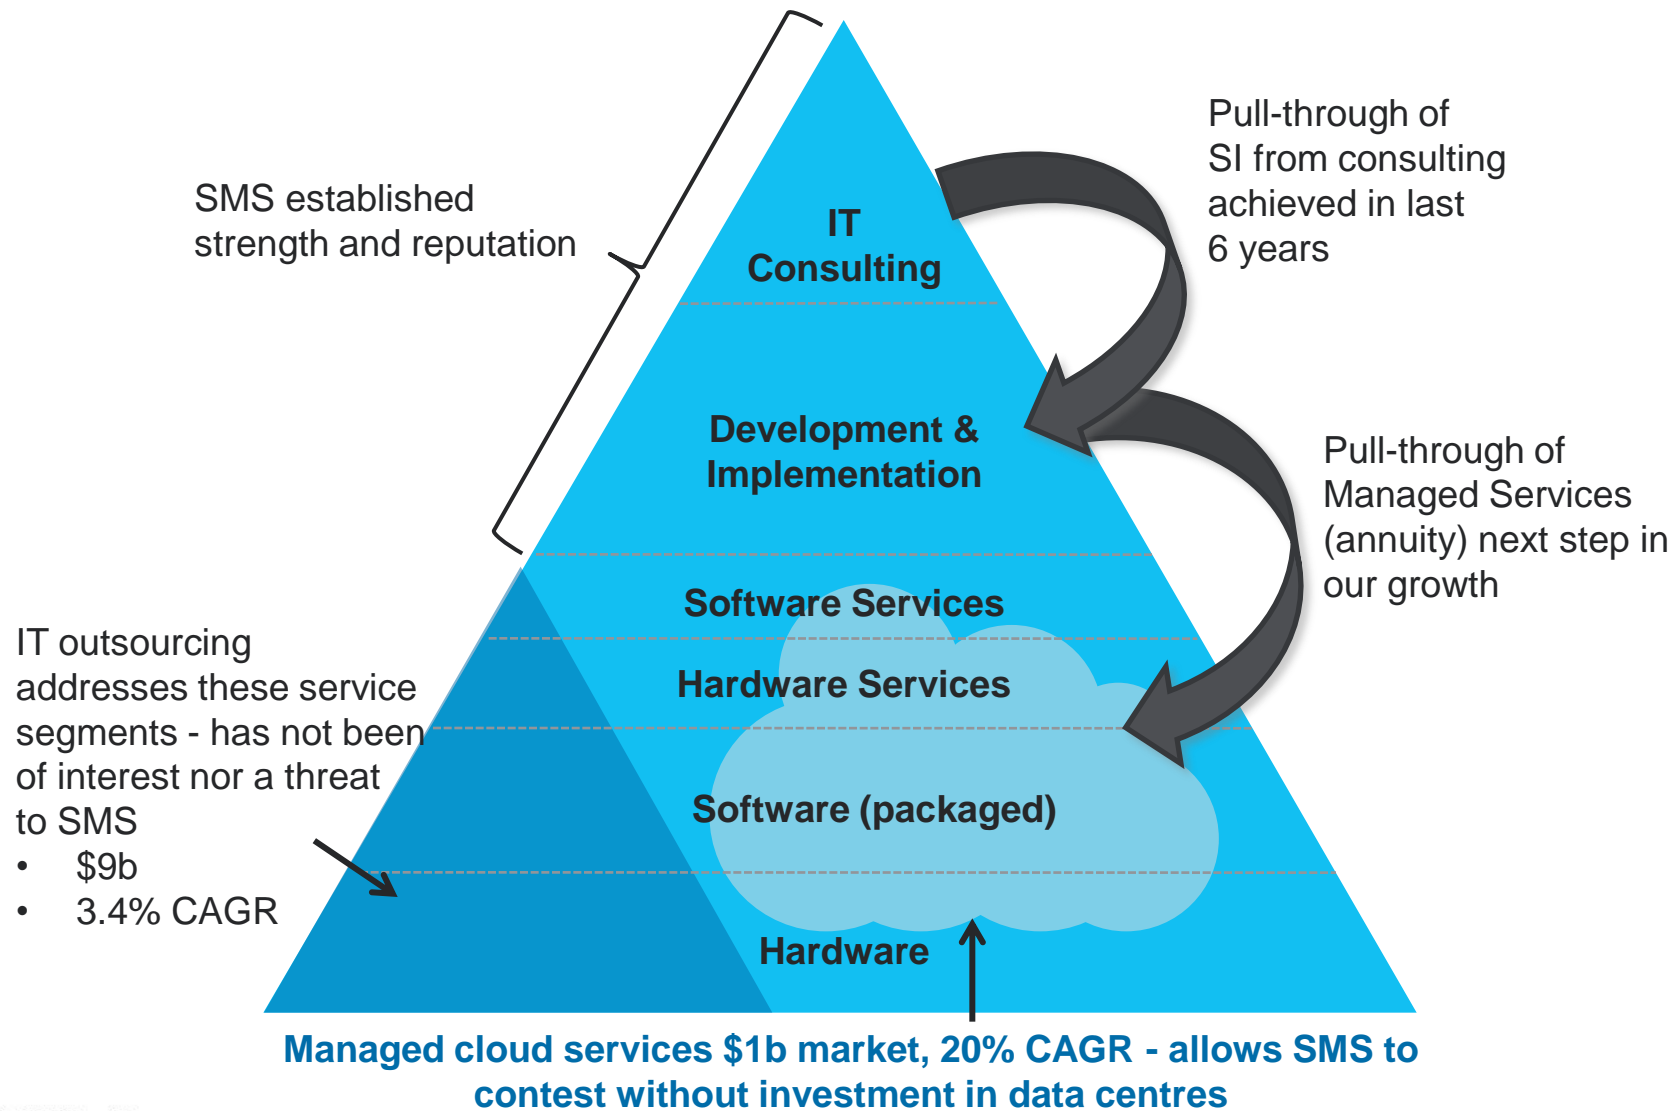 SMS established
strength and reputation
IT
Consulting
Pull-through of
SI from consulting
achieved in last
6 years
Development &
Implementation
Pull-through of
Managed Services
(annuity) next step in
our growth
Software Services
Hardware Services
Software (packaged)
Hardware
IT outsourcing
addresses these service
segments - has not been
of interest nor a threat
to SMS
• $9b
• 3.4% CAGR
Managed cloud services $1b market, 20% CAGR - allows SMS to
contest without investment in data centres